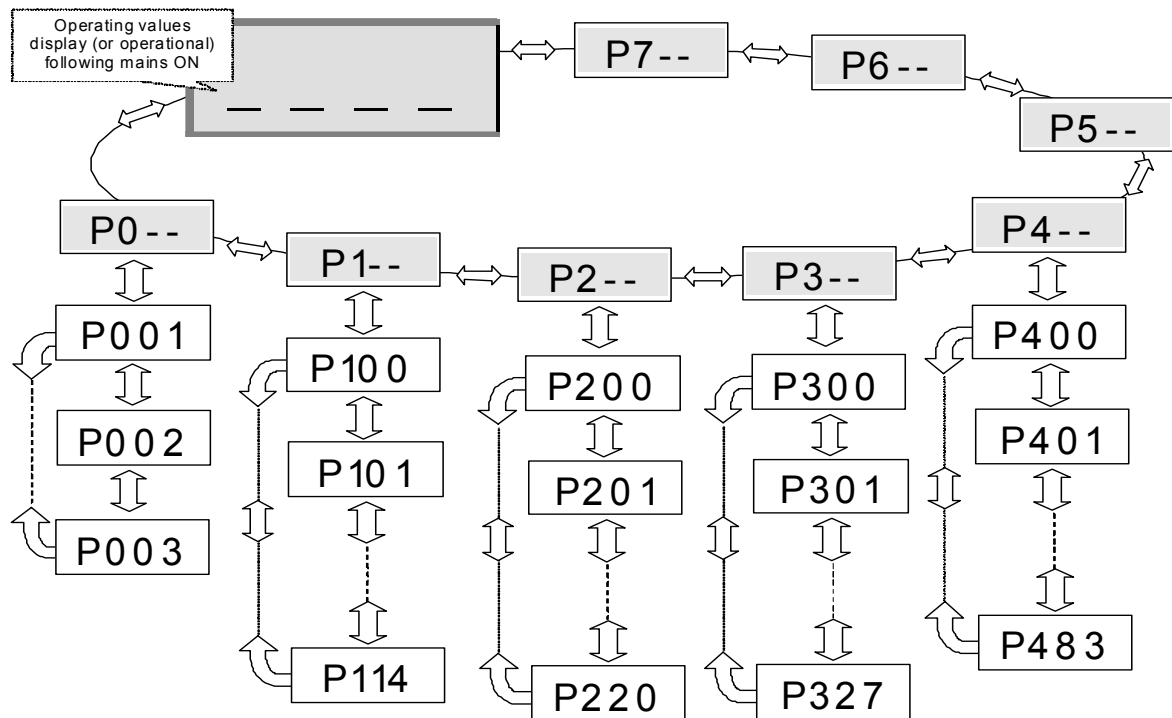 Operating values
display (or operational)
following mains ON
_ _ _ _
P7--
P6--
P5--
P0--
P1--
P2--
P3--
P4--
P001
P002
P003
P100
P101
P114
P200
P201
P220
P300
P301
P327
P400
P401
P483